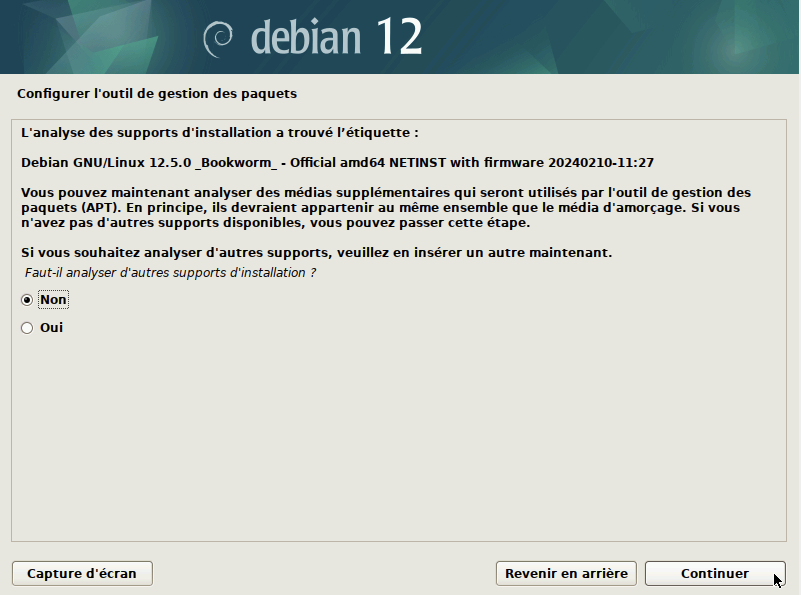 debian 12
Configurer l'outil de gestion des paquets
L'analyse des supports d'installation a trouvé l’étiquette :
Debian GNU/Linux 12.5.0 _Bookworm_ - Official amd64 NETINST with firmware 20240210-11:27
Vous pouvez maintenant analyser des médias supplémentaires qui seront utilisés par l'outil de gestion des
paquets (APT). En principe, ils devraient appartenir au même ensemble que le média d'amorçage. Si vous
n'avez pas d'autres supports disponibles, vous pouvez passer cette étape.
Si vous souhaitez analyser d'autres supports, veuillez en insérer un autre maintenant.
Faut-il analyser d'autres supports d'installation ?
Non
Oui
Capture d'écran
Revenir en arrière
Continuer